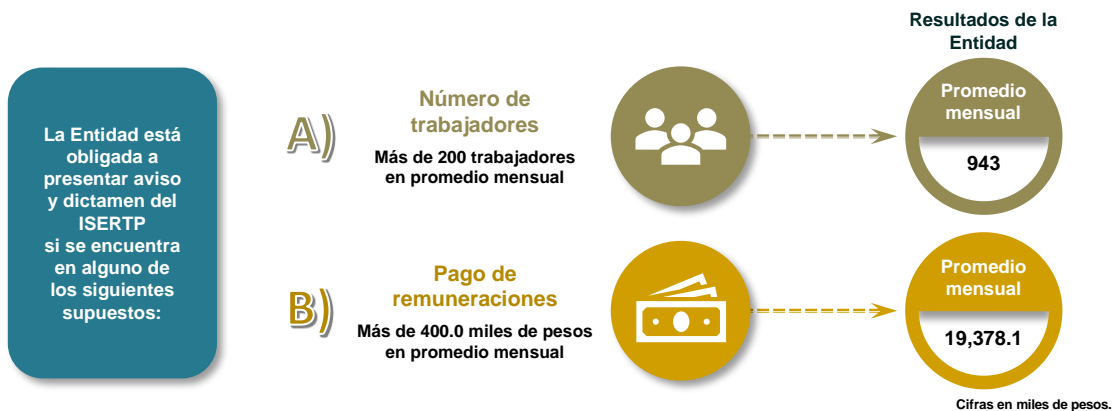 Resultados de la
Entidad
La Entidad está
obligada a
presentar aviso
y dictamen del
ISERTP
si se encuentra
en alguno de
los siguientes
supuestos:
A)
Número de
trabajadores
Más de 200 trabajadores
en promedio mensual
Promedio
mensual
943
B)
Pago de
remuneraciones
Más de 400.0 miles de pesos
en promedio mensual
Promedio
mensual
19,378.1
Cifras en miles de pesos.